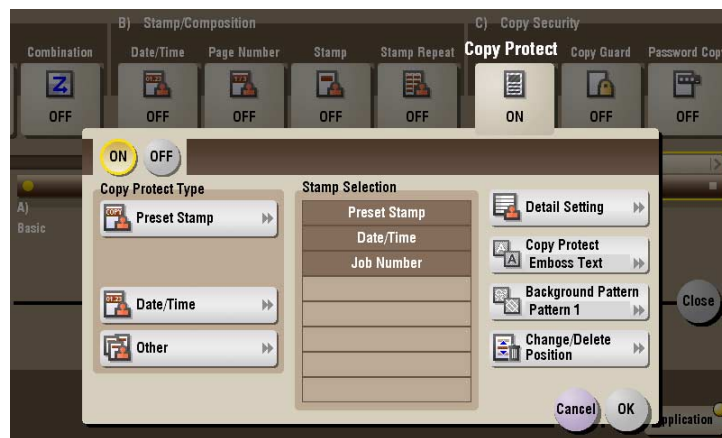 B) Stamp/Composition
C) Copy Security
Combination
Date/Time
Page Number
Stamp
Stamp Repeat
Copy Protect
Copy Guard
Password Cop
OFF
OFF
OFF
OFF
OFF
ON
OFF
OFF
ON
OFF
A)
Basic
Copy Protect Type
Preset Stamp
Date/Time
Other
Stamp Selection
Preset Stamp
Date/Time
Job Number
Detail Setting
Copy Protect
Emboss Text
Background Pattern
Pattern 1
Change/Delete
Position
Close
Cancel
OK
pplication